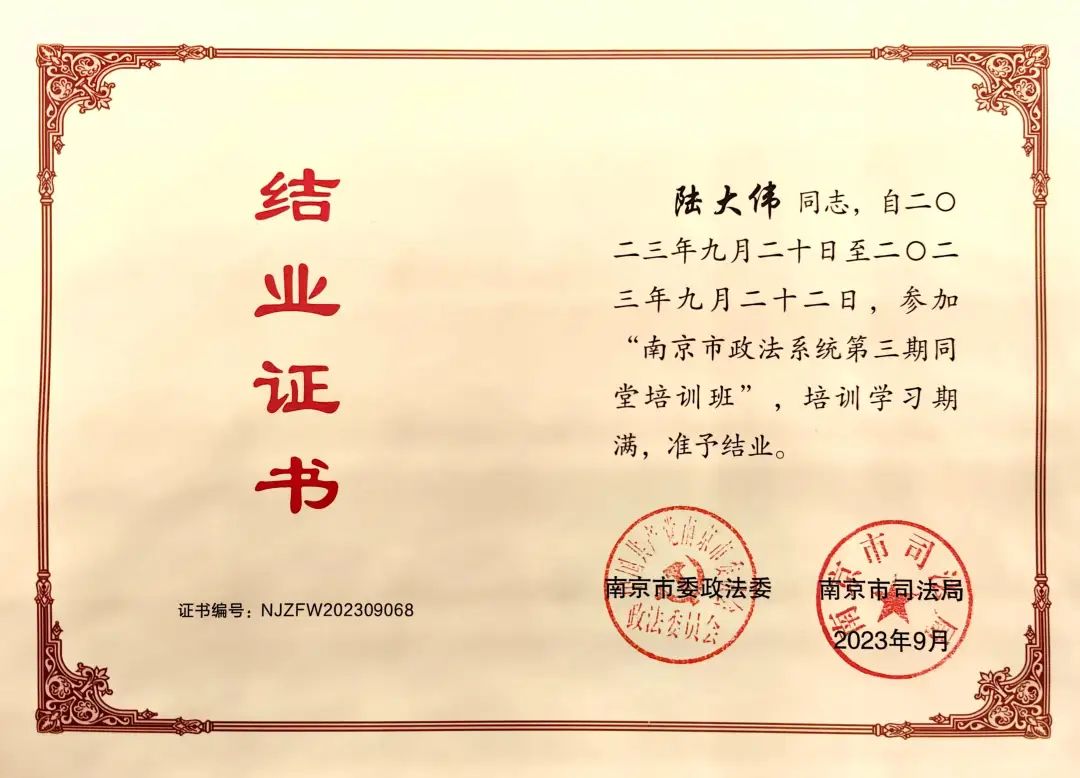 结业证书
陆大伟 同志，自二〇
二三年九月二十日至二〇二
三年九月二十二日，参加
“南京市政法系统第三期同
堂培训班”，培训学习期
满，准予结业。
中国共产党南京市委员会
政法委员会
南京市委政法委
南京市司法局
南京市司法局
2023年9月
证书编号：NJZFW202309068